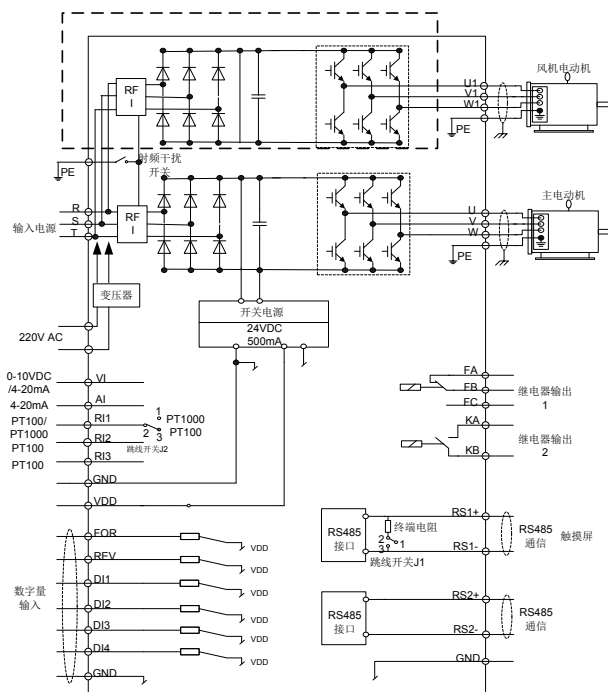 风机电动机
U1
V1
W1
RF
I
PE
PE
射频干扰
开关
主电动机
R
S
T
输入电源
RF
I
U
V
W
PE
变压器
220V AC
开关电源
24VDC
500mA
0-10VDC
/4-20mA
VI
4-20mA
AI
PT100/
PT1000
RI1
1
2
3
PT1000
PT100
PT100
RI2
跳线开关J2
PT100
RI3
GND
VDD
FA
FB
FC
继电器输出
1
KA
KB
继电器输出
2
RS485
接口
RS1+
终端电阻
2
1
3
RS1-
跳线开关J1
RS485
通信
触摸屏
RS485
接口
RS2+
RS2-
RS485
通信
GND
数字量
输入
FOR
VDD
REV
VDD
DI1
VDD
DI2
VDD
DI3
VDD
DI4
VDD
GND